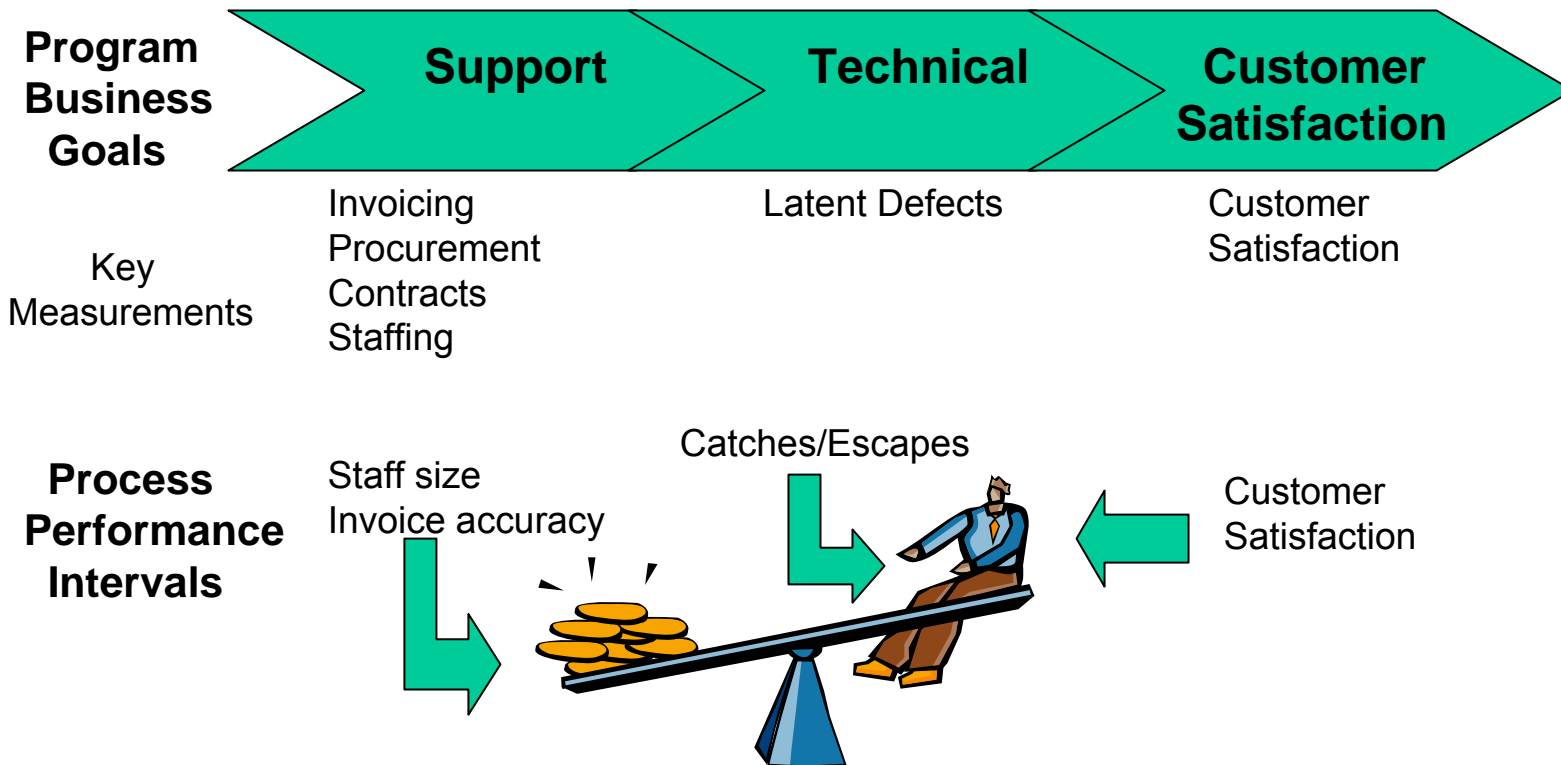 Program
Business
Goals
Support
Technical
Customer
Satisfaction
Key
Measurements
Invoicing
Procurement
Contracts
Staffing
Latent Defects
Customer
Satisfaction
Process
Performance
Intervals
Staff size
Invoice accuracy
Catches/Escapes
Customer
Satisfaction